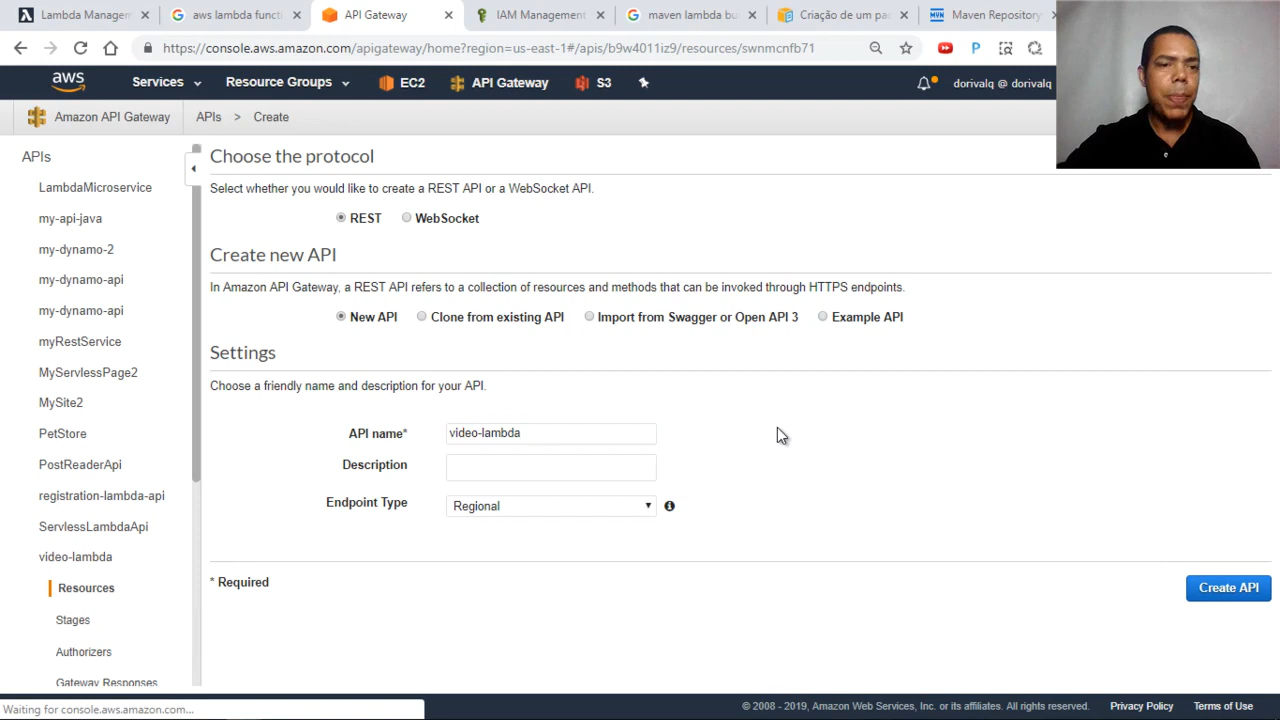 Lambda Managem
aws lambda functi
API Gateway
IAM Management
maven lambda bu
Criação de um pac
Maven Repository
https://console.aws.amazon.com/apigateway/home?region=us-east-1#/apis/b9w4011iz9/resources/swnmcnfb71
aws
Services
Resource Groups
EC2
API Gateway
S3
dorivalq @ dorivalq
Amazon API Gateway
APIs > Create
APIs
LambdaMicroservice
my-api-java
my-dynamo-2
my-dynamo-api
my-dynamo-api
myRestService
MyServlessPage2
MySite2
PetStore
PostReaderApi
registration-lambda-api
ServlessLambdaApi
video-lambda
Resources
Stages
Authorizers
Gateway Responses
Choose the protocol
Select whether you would like to create a REST API or a WebSocket API.
REST WebSocket
Create new API
In Amazon API Gateway, a REST API refers to a collection of resources and methods that can be invoked through HTTPS endpoints.
New API Clone from existing API Import from Swagger or Open API 3 Example API
Settings
Choose a friendly name and description for your API.
API name* video-lambda
Description
Endpoint Type Regional
* Required
Create API
Waiting for console.aws.amazon.com...
© 2008 - 2019, Amazon Web Services, Inc. or its affiliates. All rights reserved.
Privacy Policy
Terms of Use